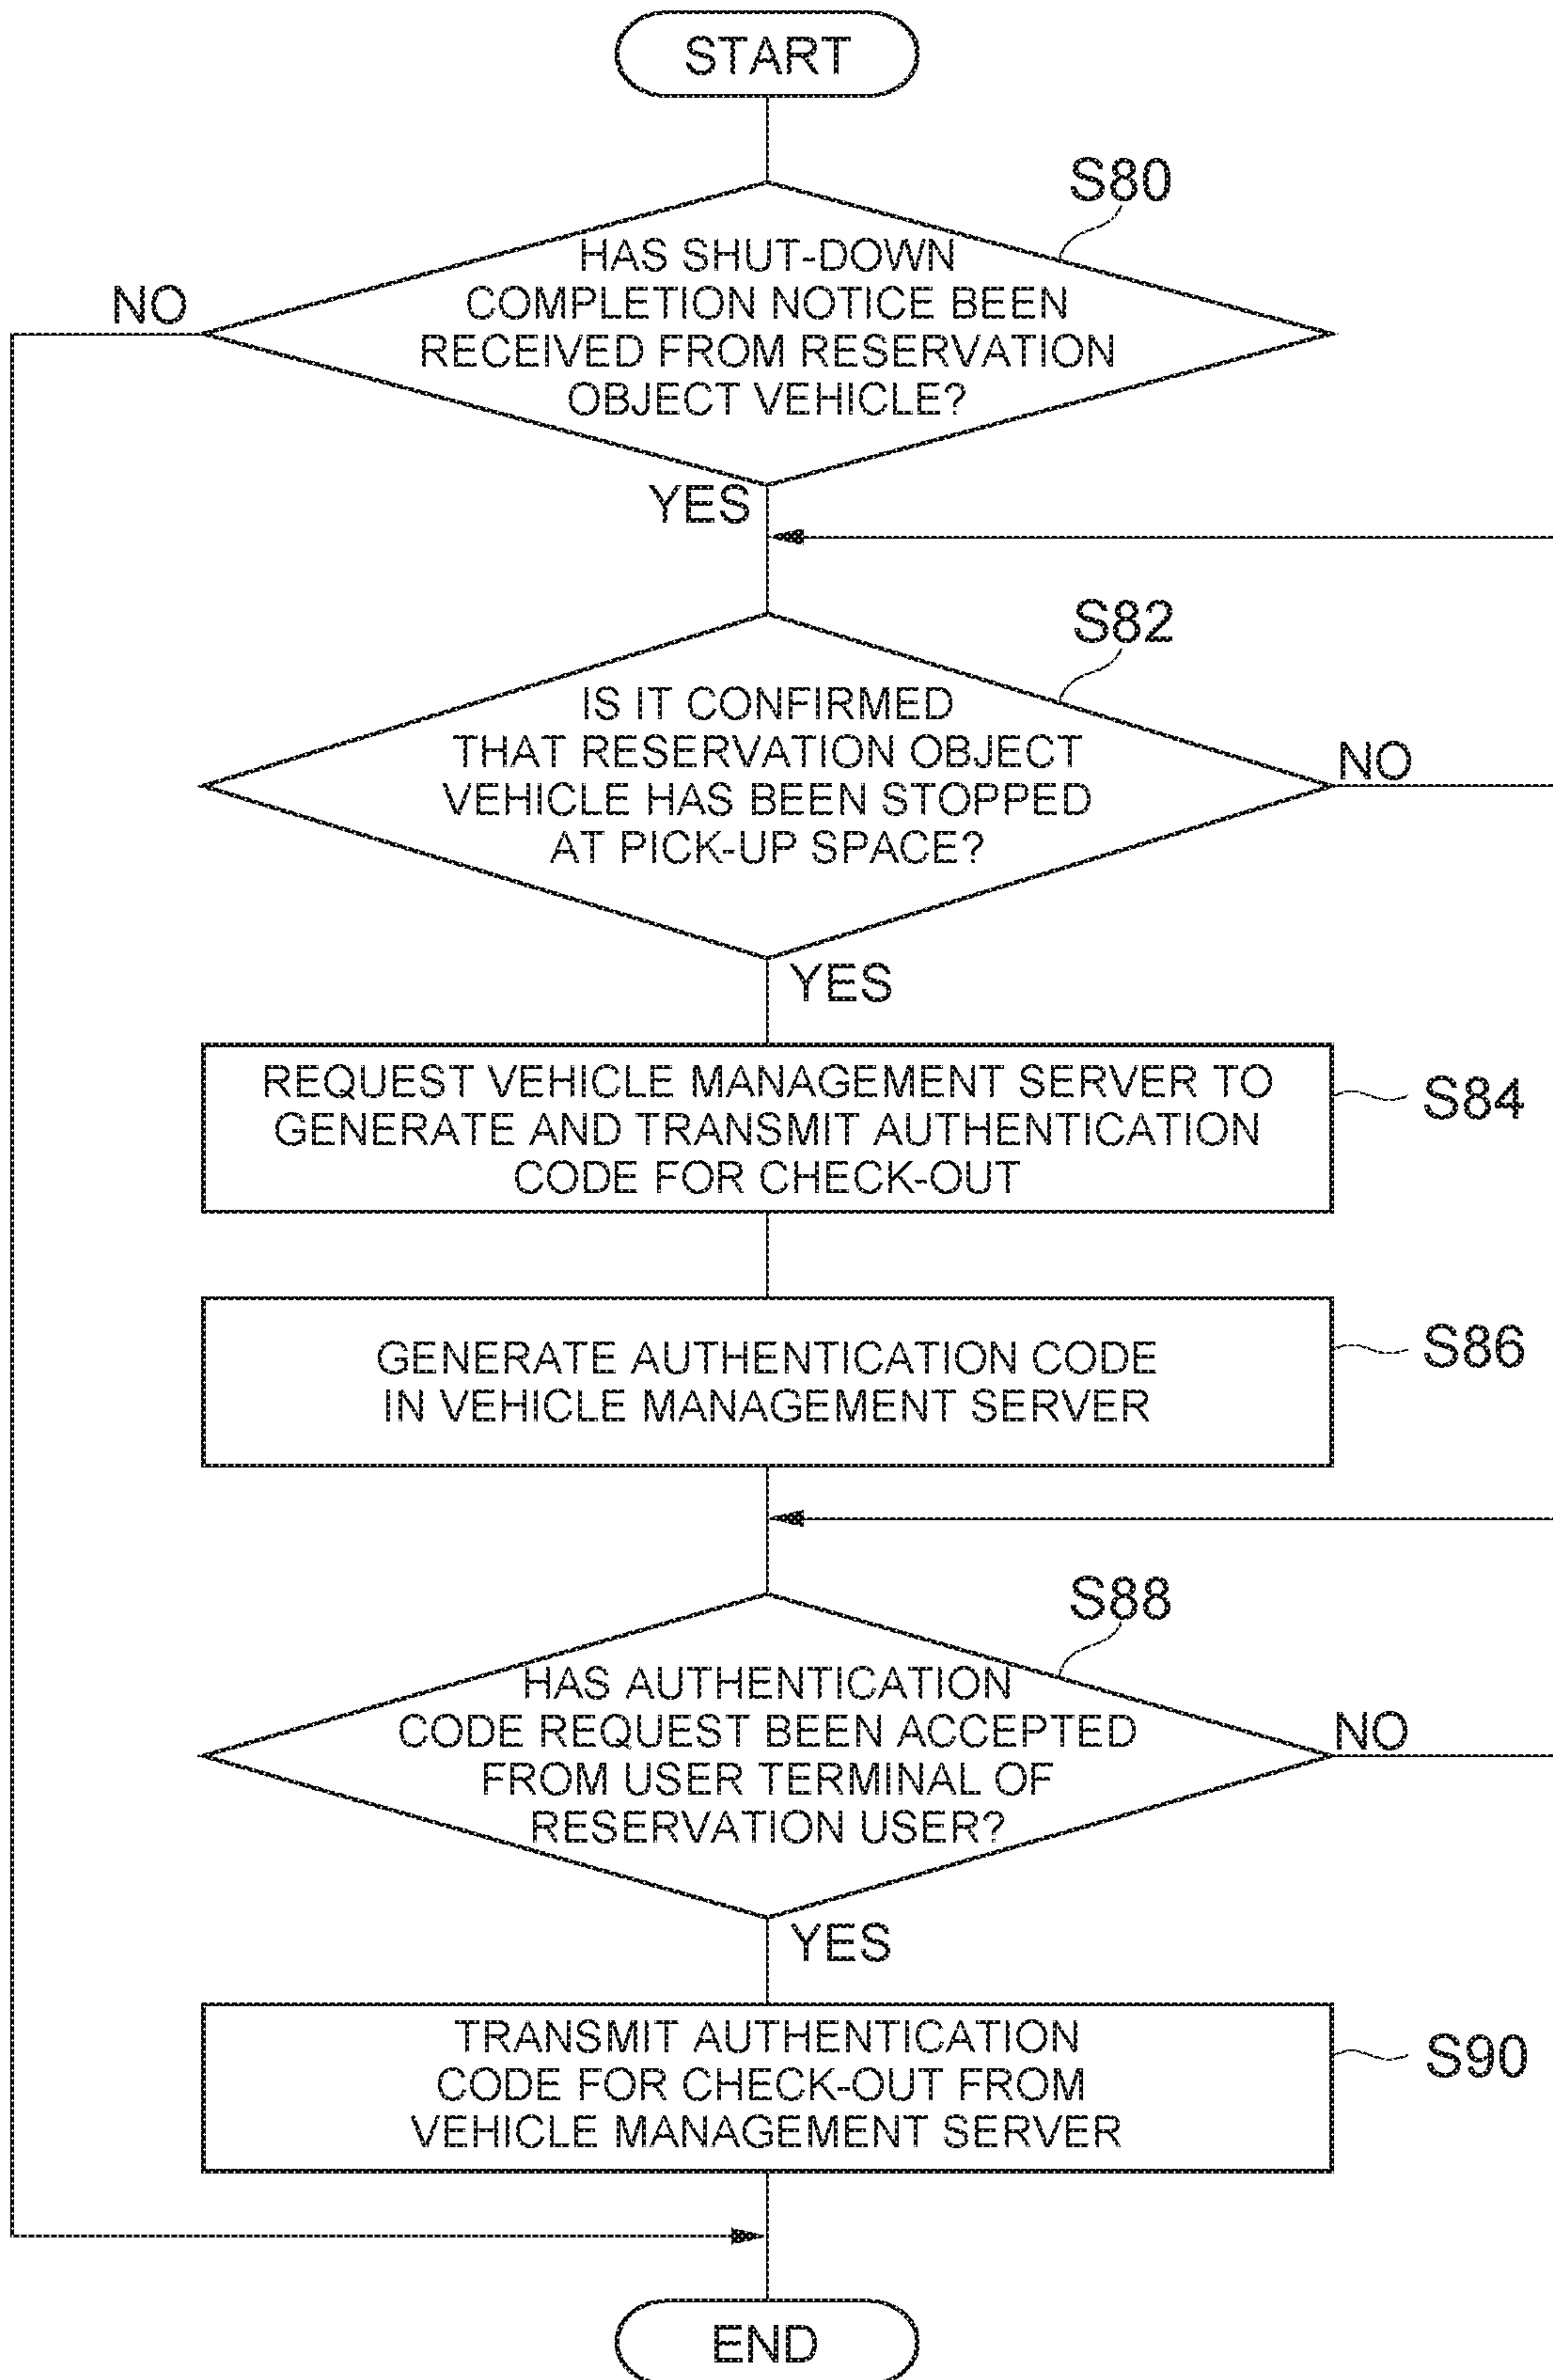 START
S80
HAS SHUT-DOWN
COMPLETION NOTICE BEEN
RECEIVED FROM RESERVATION
OBJECT VEHICLE?
NO
YES
S82
IS IT CONFIRMED
THAT RESERVATION OBJECT
VEHICLE HAS BEEN STOPPED
AT PICK-UP SPACE?
NO
YES
REQUEST VEHICLE MANAGEMENT SERVER TO
GENERATE AND TRANSMIT AUTHENTICATION
CODE FOR CHECK-OUT
S84
GENERATE AUTHENTICATION CODE
IN VEHICLE MANAGEMENT SERVER
S86
S88
HAS AUTHENTICATION
CODE REQUEST BEEN ACCEPTED
FROM USER TERMINAL OF
RESERVATION USER?
NO
YES
TRANSMIT AUTHENTICATION
CODE FOR CHECK-OUT FROM
VEHICLE MANAGEMENT SERVER
S90
END